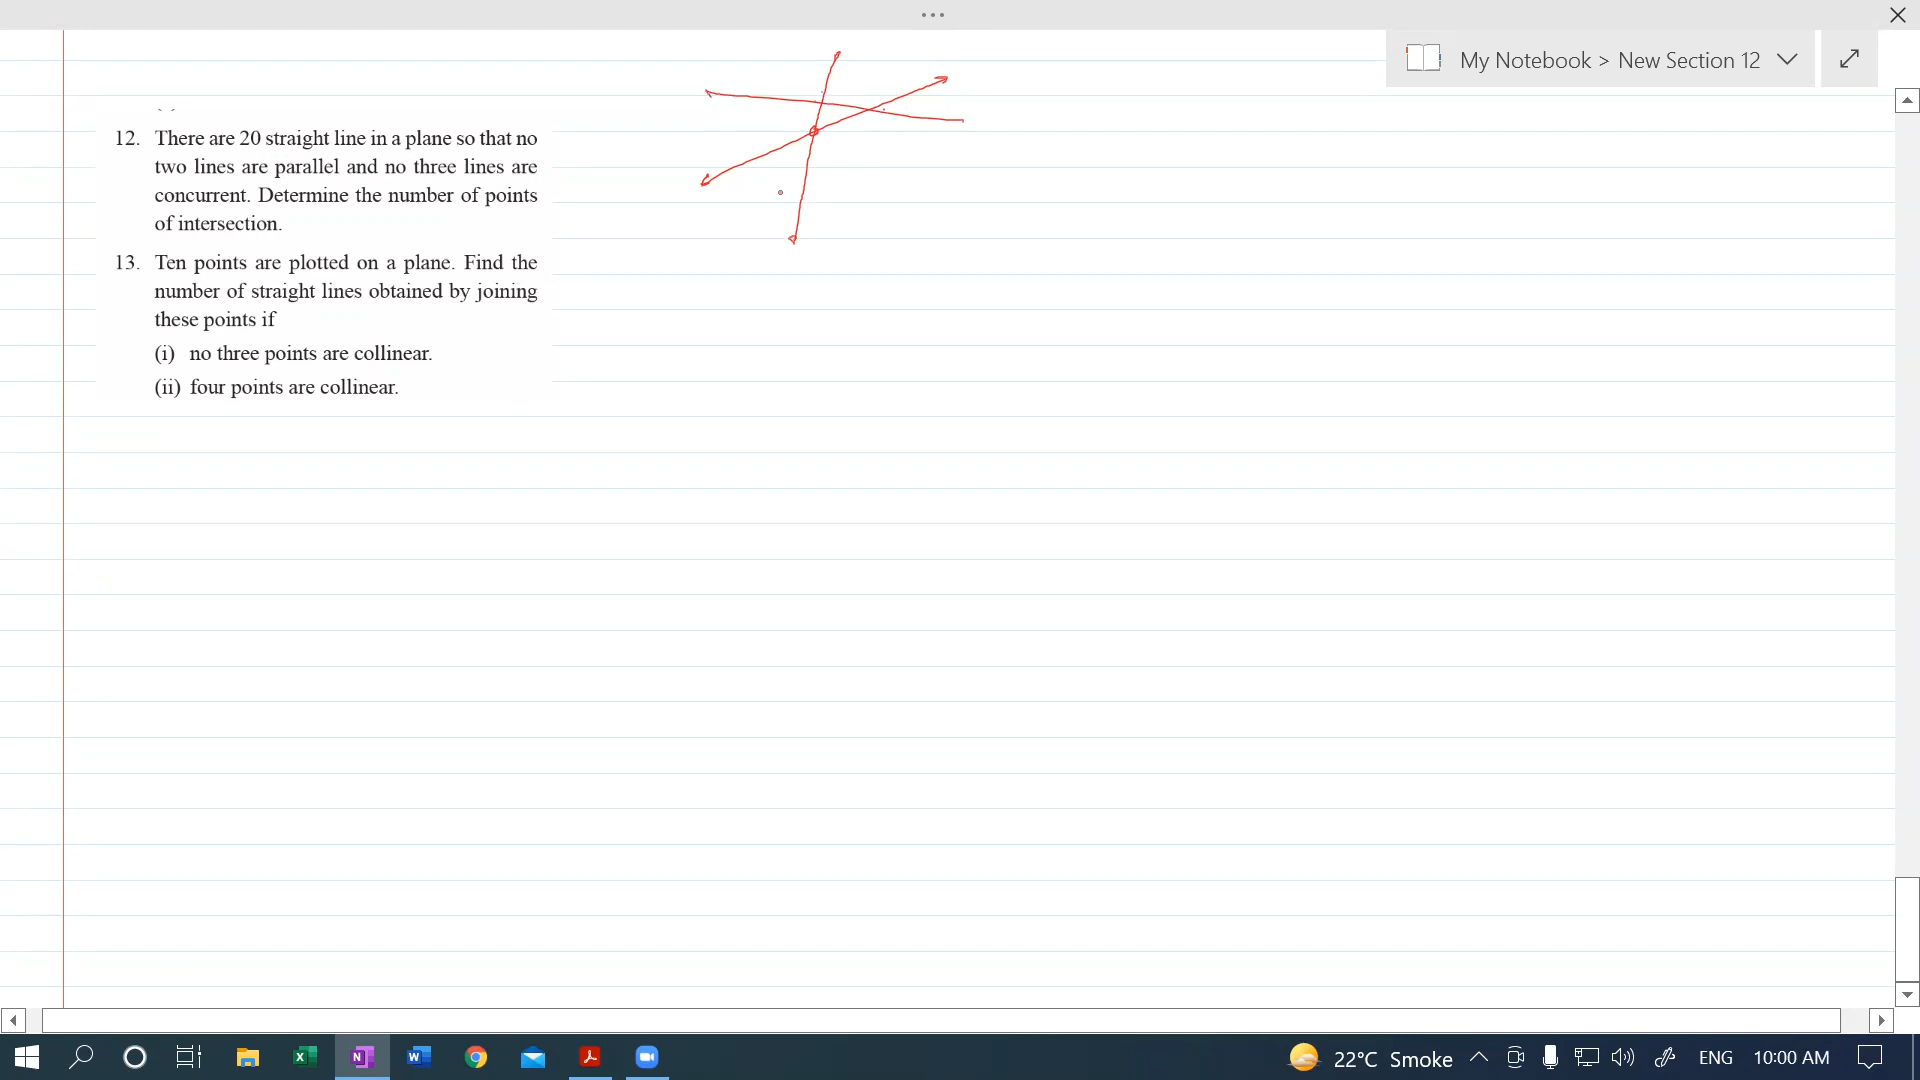 My Notebook > New Section 12
12. There are 20 straight line in a plane so that no
two lines are parallel and no three lines are
concurrent. Determine the number of points
of intersection.
13. Ten points are plotted on a plane. Find the
number of straight lines obtained by joining
these points if
(i) no three points are collinear.
(ii) four points are collinear.
22°C Smoke
ENG
10:00 AM